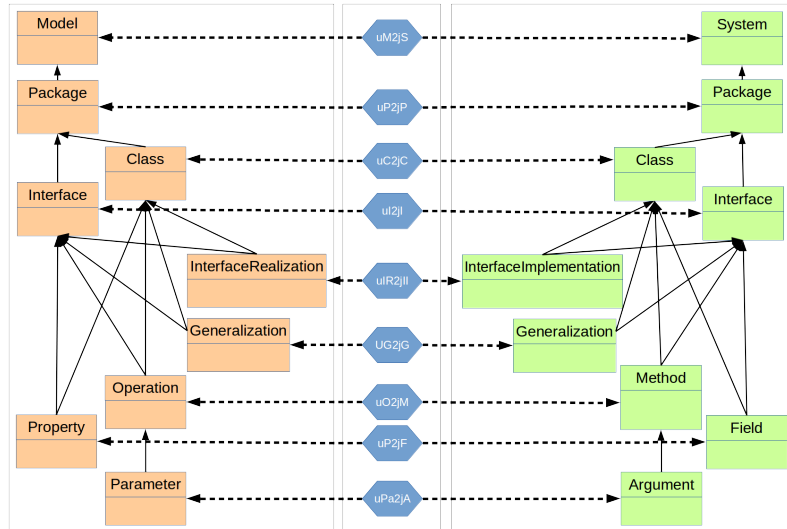 Model
uM2jS
System
Package
uP2jP
Package
Class
uC2jC
Class
Interface
uI2jI
Interface
InterfaceRealization
uIR2jII
InterfaceImplementation
Generalization
UG2jG
Generalization
Operation
uO2jM
Method
Property
uP2jF
Field
Parameter
uPa2jA
Argument